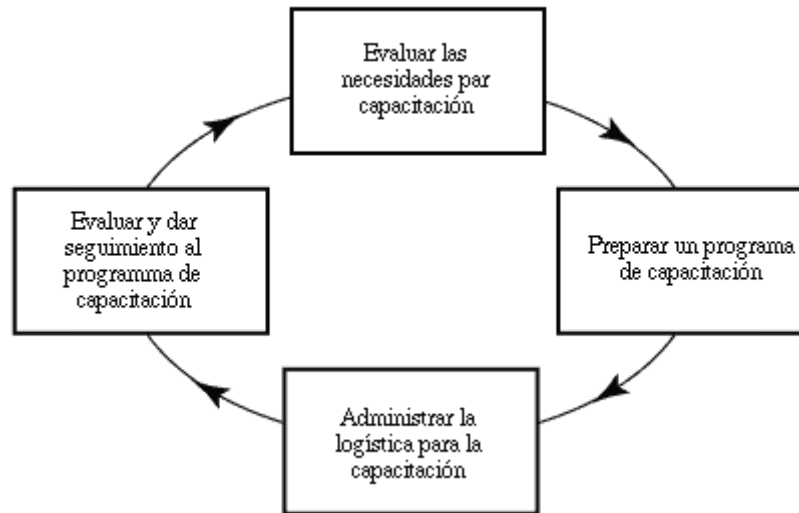 Evaluar las
necesidades par
capacitación
Preparar un programa
de capacitación
Administrar la
logística para la
capacitación
Evaluar y dar
seguimiento al
programma de
capacitación